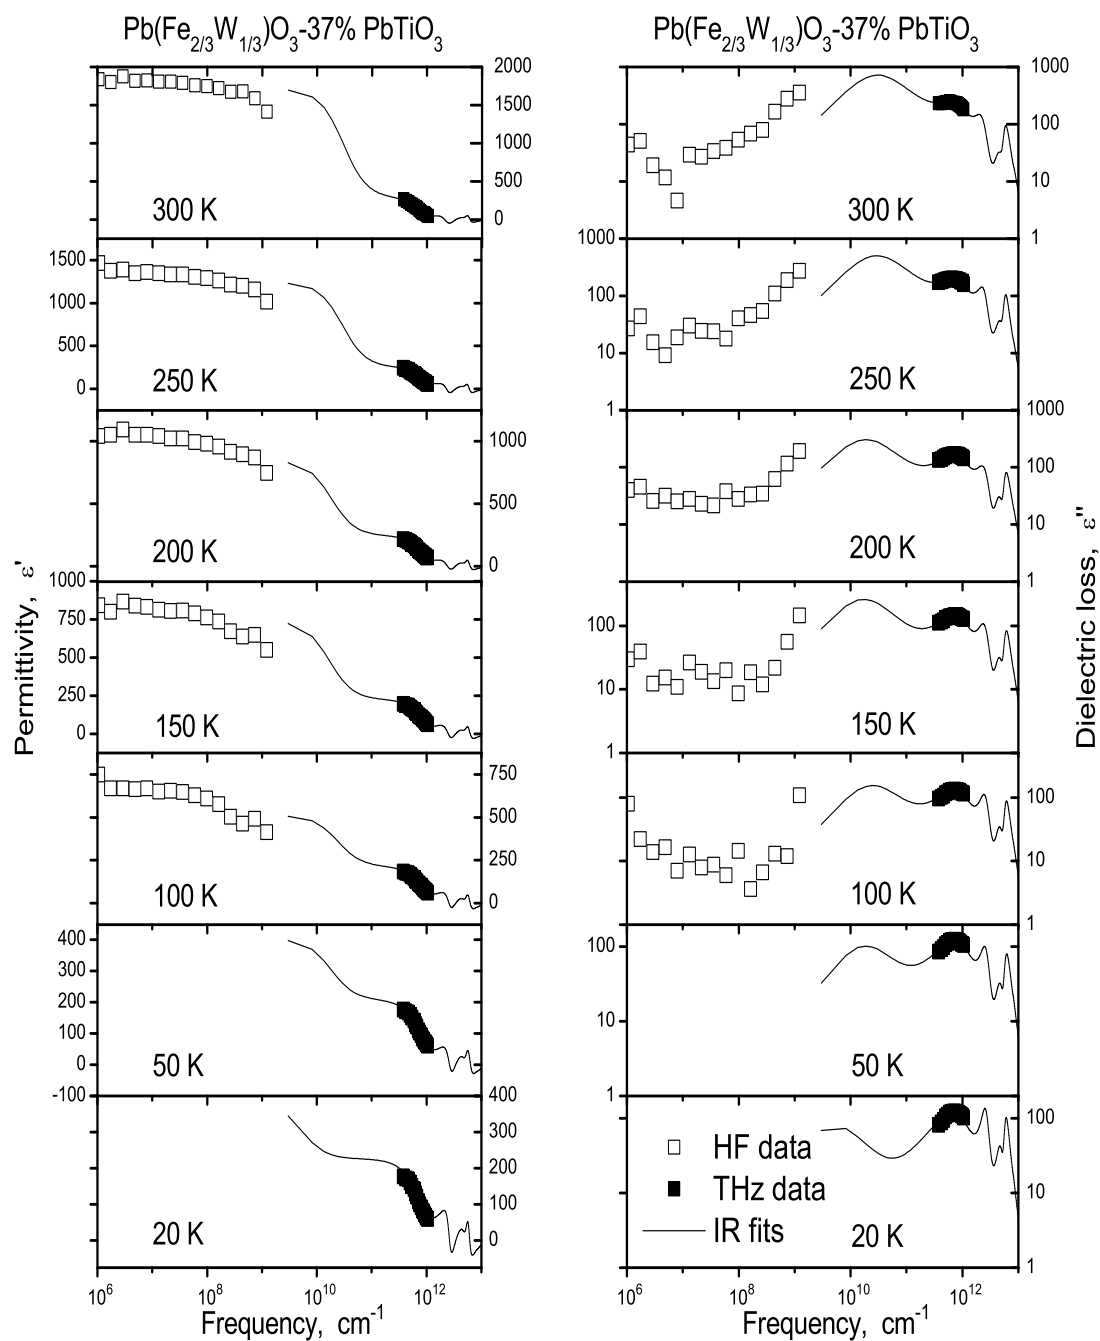 Pb(Fe2/3W1/3)O3-37% PbTiO3
Pb(Fe2/3W1/3)O3-37% PbTiO3
2000
1500
1000
500
0
300 K
1500
1000
500
0
250 K
1000
500
0
200 K
1000
750
500
250
0
150 K
750
500
250
0
100 K
400
300
200
100
0
-100
50 K
400
300
200
100
0
20 K
10^6 10^8 10^10 10^12
Frequency, cm^-1
Permittivity, ε'
1000
100
10
1
300 K
1000
100
10
1
250 K
1000
100
10
1
200 K
100
10
1
150 K
100
10
1
100 K
100
10
1
50 K
100
10
1
HF data
THz data
IR fits
20 K
10^6 10^8 10^10 10^12
Frequency, cm^-1
Dielectric loss, ε"